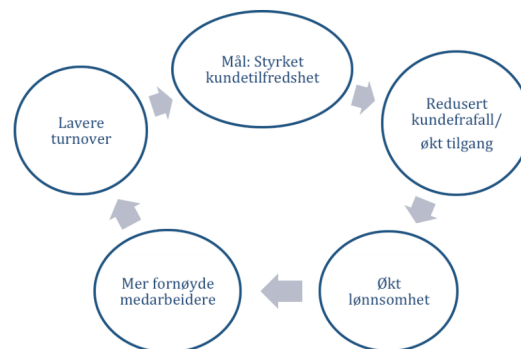 Mål: Styrket
kundetilfredshet
Redusert
kundefrafall/
økt tilgang
Økt
lønnsomhet
Mer fornøyde
medarbeidere
Lavere
turnover